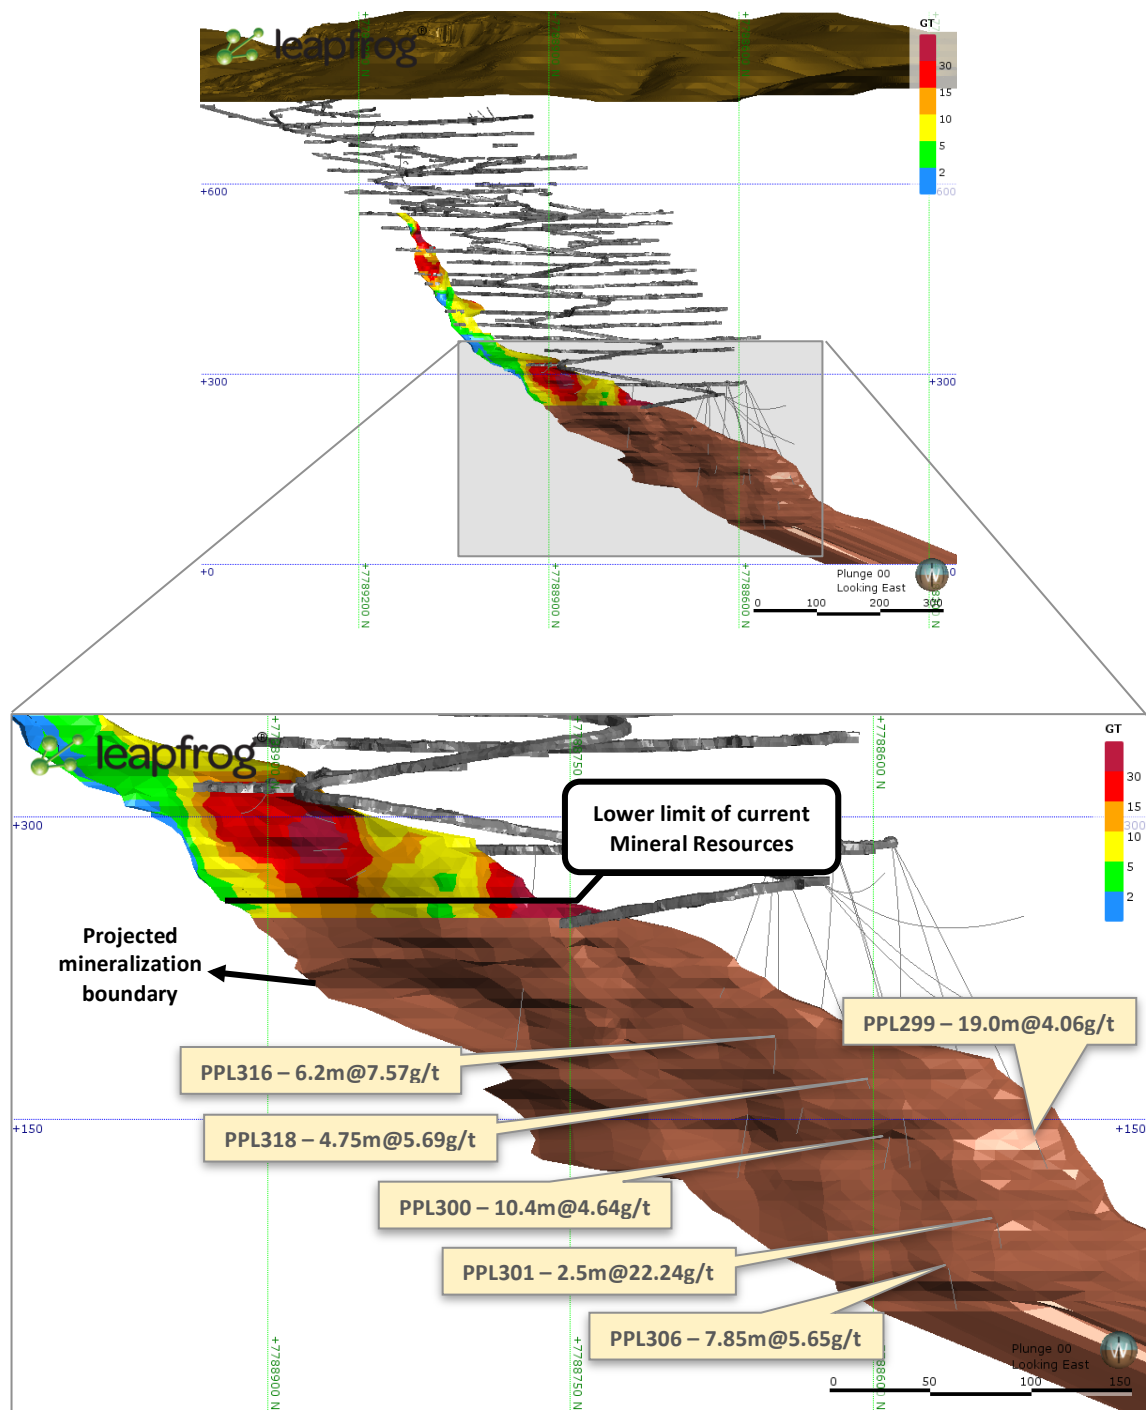 leapfrog®
GT
30
15
10
5
2
+600
600
+300
+300
+0
+7789200 N
+7788900 N
+7788600 N
Plunge 00
Looking East
0 100 200 300
leapfrog®
GT
30
15
10
5
2
+7788900 N
+7788600 N
+300
300
Lower limit of current
Mineral Resources
Projected
mineralization
boundary
PPL299 – 19.0m@4.06g/t
PPL316 – 6.2m@7.57g/t
+150
+150
PPL318 – 4.75m@5.69g/t
PPL300 – 10.4m@4.64g/t
PPL301 – 2.5m@22.24g/t
PPL306 – 7.85m@5.65g/t
+7788900 N
+7788750 N
+7788600 N
Plunge 00
Looking East
0 50 100 150